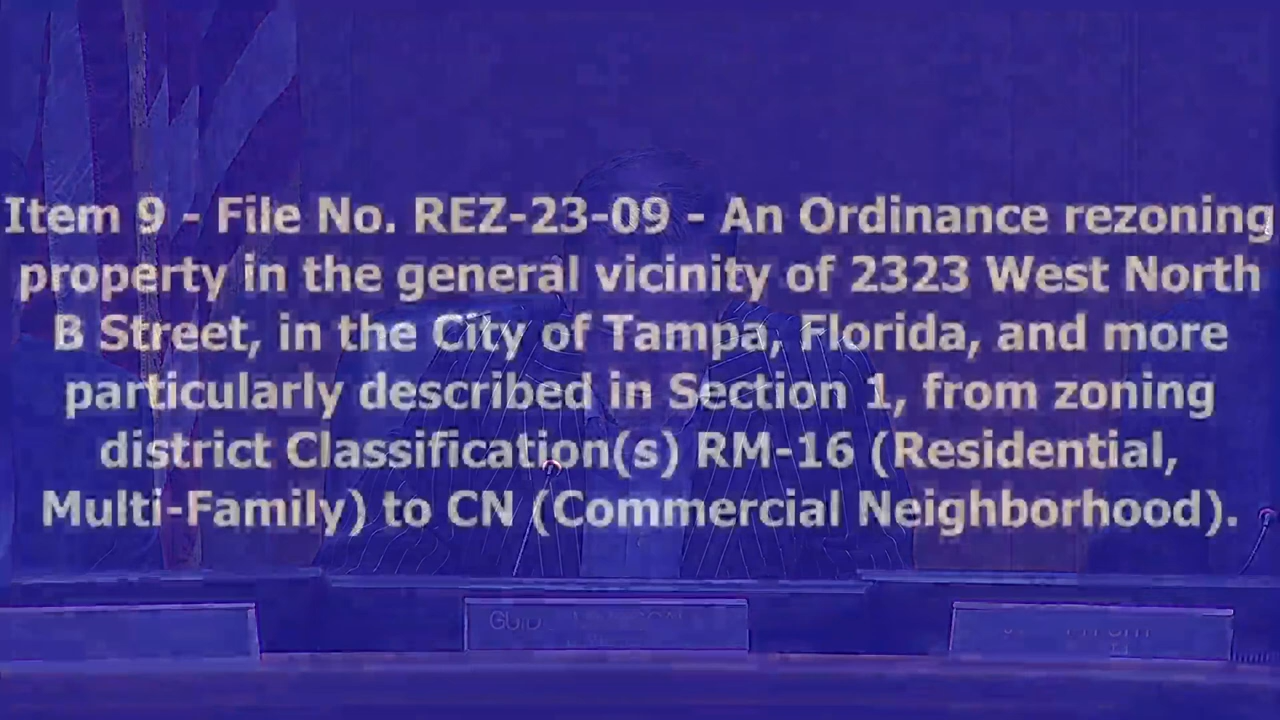 Item 9 - File No. REZ-23-09 - An Ordinance rezoning
property in the general vicinity of 2323 West North
B Street, in the City of Tampa, Florida, and more
particularly described in Section 1, from zoning
district Classification(s) RM-16 (Residential,
Multi-Family) to CN (Commercial Neighborhood).